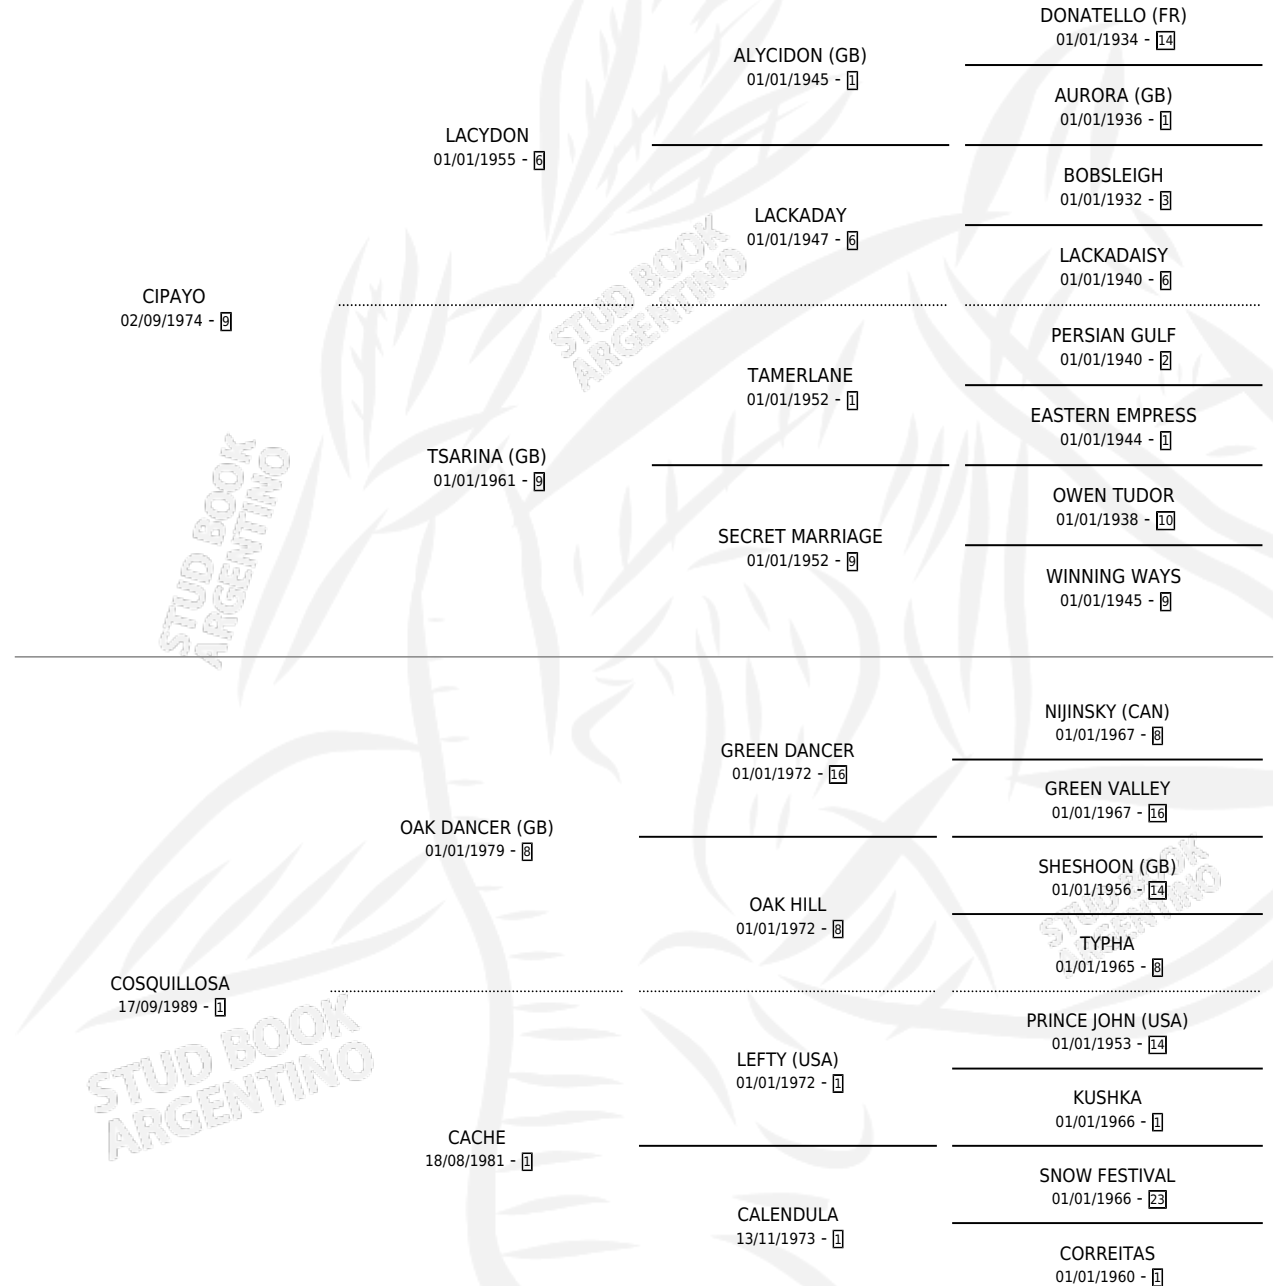 DONATELLO (FR)
01/01/1934 - 14
ALYCIDON (GB)
01/01/1945 - 1
AURORA (GB)
01/01/1936 - 1
LACYDON
01/01/1955 - 6
BOBSLEIGH
01/01/1932 - 3
LACKADAY
01/01/1947 - 6
LACKADAISY
01/01/1940 - 6
CIPAYO
02/09/1974 - 9
PERSIAN GULF
01/01/1940 - 2
TAMERLANE
01/01/1952 - 1
EASTERN EMPRESS
01/01/1944 - 1
TSARINA (GB)
01/01/1961 - 9
OWEN TUDOR
01/01/1938 - 10
SECRET MARRIAGE
01/01/1952 - 9
WINNING WAYS
01/01/1945 - 9
STUD BOOK
ARGENTINO
STUD BOOK
ARGENTINO
NIJINSKY (CAN)
01/01/1967 - 8
GREEN DANCER
01/01/1972 - 16
GREEN VALLEY
01/01/1967 - 16
OAK DANCER (GB)
01/01/1979 - 8
SHESHOON (GB)
01/01/1956 - 14
OAK HILL
01/01/1972 - 8
TYPHA
01/01/1965 - 8
COSQUILLOSA
17/09/1989 - 1
PRINCE JOHN (USA)
01/01/1953 - 14
LEFTY (USA)
01/01/1972 - 1
KUSHKA
01/01/1966 - 1
CACHE
18/08/1981 - 1
SNOW FESTIVAL
01/01/1966 - 23
CALENDULA
13/11/1973 - 1
CORREITAS
01/01/1960 - 1
STUD BOOK
ARGENTINO
STUD BOOK
ARGENTINO